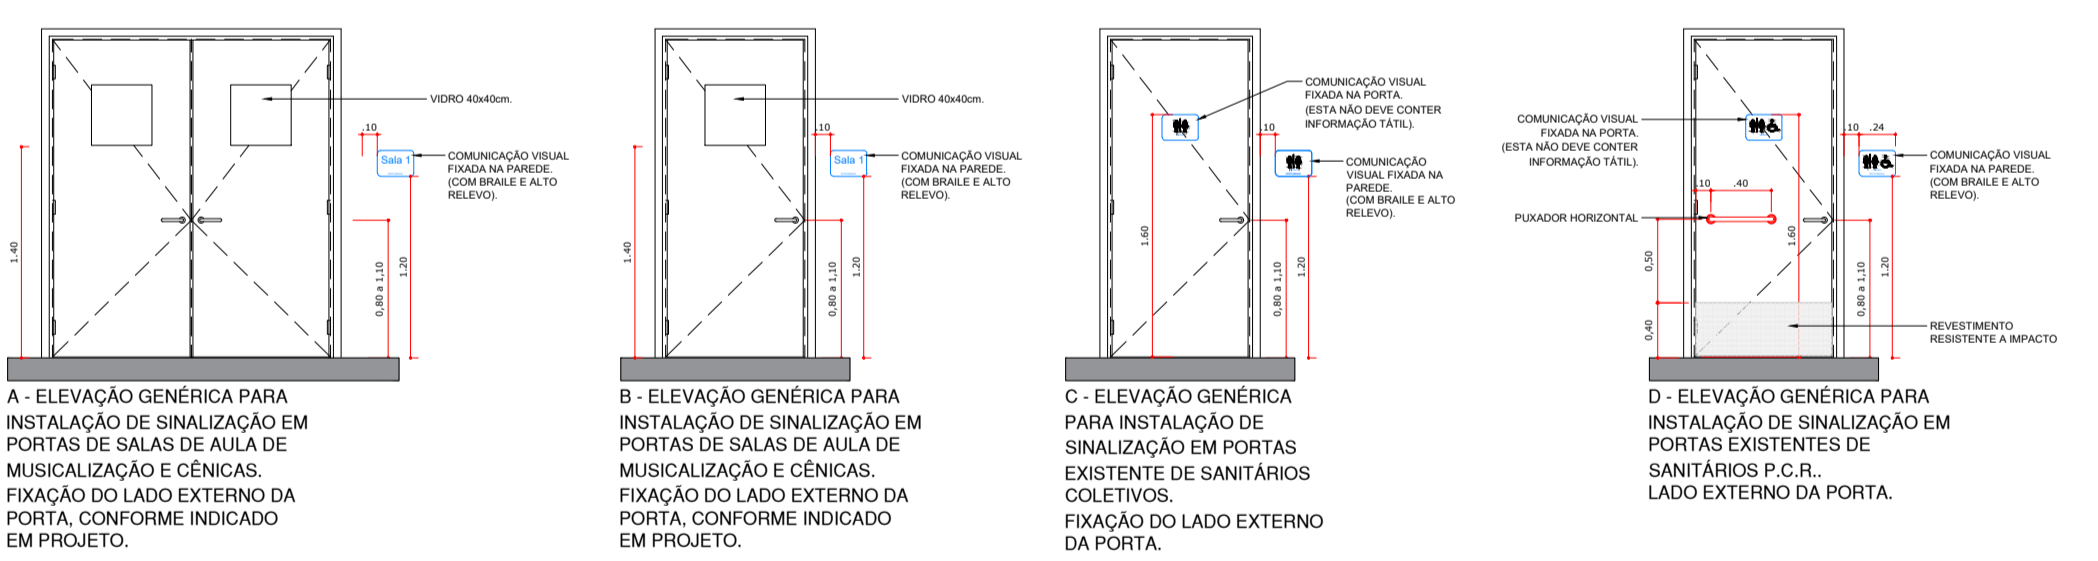 .10
VIDRO 40x40cm.
Sala 1
COMUNICAÇÃO VISUAL
FIXADA NA PAREDE.
(COM BRAILE E ALTO
RELEVO).
1.40
0,80 a 1,10
1.20
A - ELEVAÇÃO GENÉRICA PARA
INSTALAÇÃO DE SINALIZAÇÃO EM
PORTAS DE SALAS DE AULA DE
MUSICALIZAÇÃO E CÊNICAS.
FIXAÇÃO DO LADO EXTERNO DA
PORTA, CONFORME INDICADO
EM PROJETO.
VIDRO 40x40cm.
.10
Sala 1
COMUNICAÇÃO VISUAL
FIXADA NA PAREDE.
(COM BRAILE E ALTO
RELEVO).
1.40
0,80 a 1,10
1.20
B - ELEVAÇÃO GENÉRICA PARA
INSTALAÇÃO DE SINALIZAÇÃO EM
PORTAS DE SALAS DE AULA DE
MUSICALIZAÇÃO E CÊNICAS.
FIXAÇÃO DO LADO EXTERNO DA
PORTA, CONFORME INDICADO
EM PROJETO.
COMUNICAÇÃO VISUAL
FIXADA NA PORTA.
(ESTA NÃO DEVE CONTER
INFORMAÇÃO TÁTIL).
.10
COMUNICAÇÃO
VISUAL FIXADA NA
PAREDE.
(COM BRAILE E ALTO
RELEVO).
1.60
0,80 a 1,10
1.20
C - ELEVAÇÃO GENÉRICA
PARA INSTALAÇÃO DE
SINALIZAÇÃO EM PORTAS
EXISTENTE DE SANITÁRIOS
COLETIVOS.
FIXAÇÃO DO LADO EXTERNO
DA PORTA.
COMUNICAÇÃO VISUAL
FIXADA NA PORTA.
(ESTA NÃO DEVE CONTER
INFORMAÇÃO TÁTIL).
.10
.24
COMUNICAÇÃO VISUAL
FIXADA NA PAREDE.
(COM BRAILE E ALTO
RELEVO).
.10
.40
PUXADOR HORIZONTAL
1.60
0,50
0,40
0,80 a 1,10
1.20
REVESTIMENTO
RESISTENTE A IMPACTO
D - ELEVAÇÃO GENÉRICA PARA
INSTALAÇÃO DE SINALIZAÇÃO EM
PORTAS EXISTENTES DE
SANITÁRIOS P.C.R..
LADO EXTERNO DA PORTA.